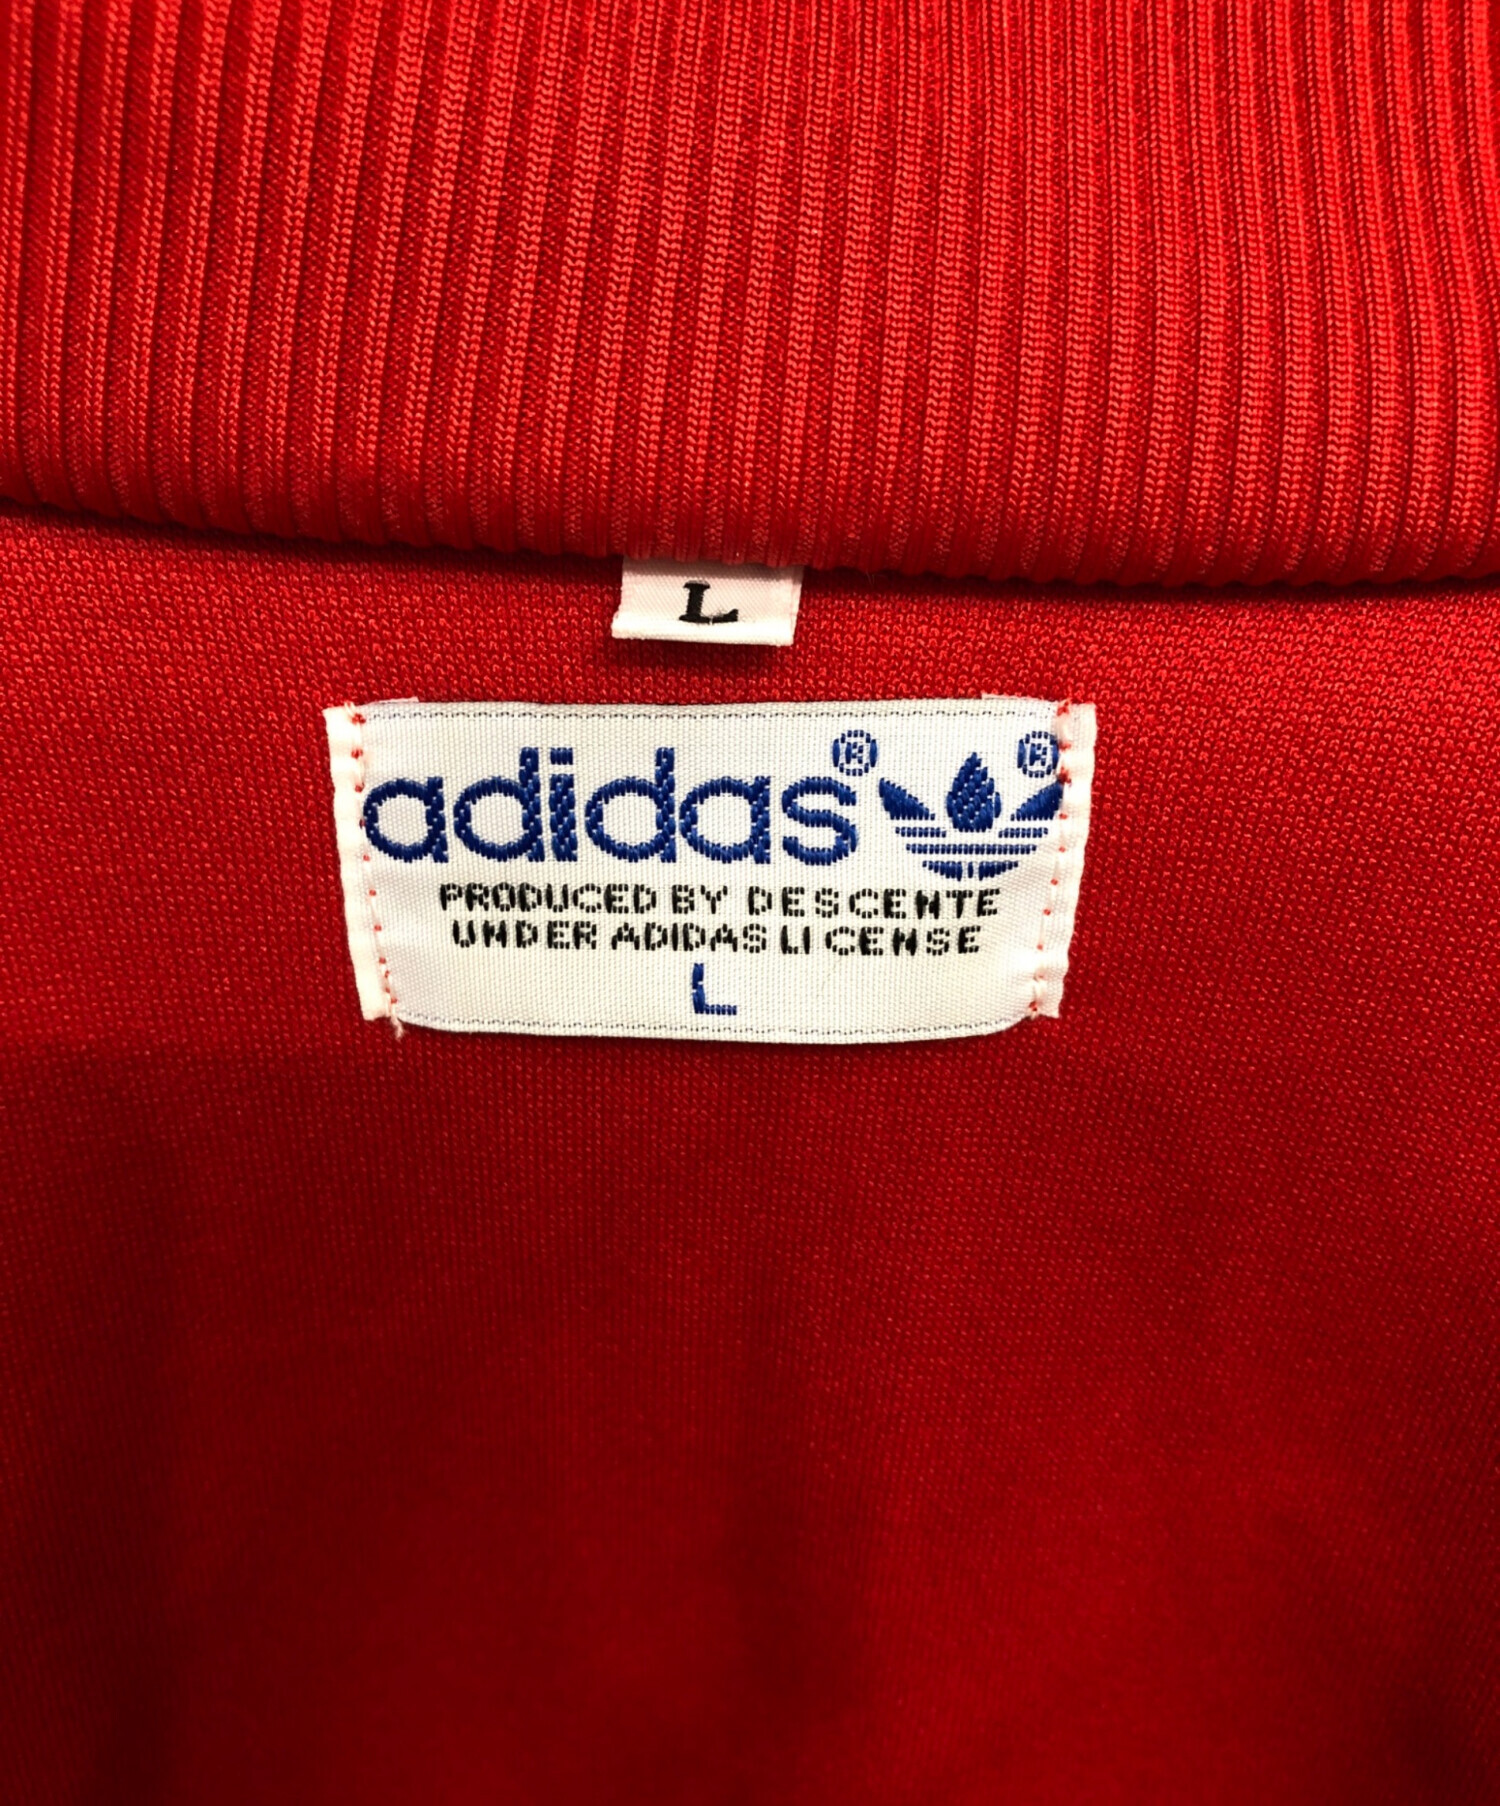 L
adidas® ®
PRODUCED BY DESCENTE
UNDER ADIDAS LICENSE
L